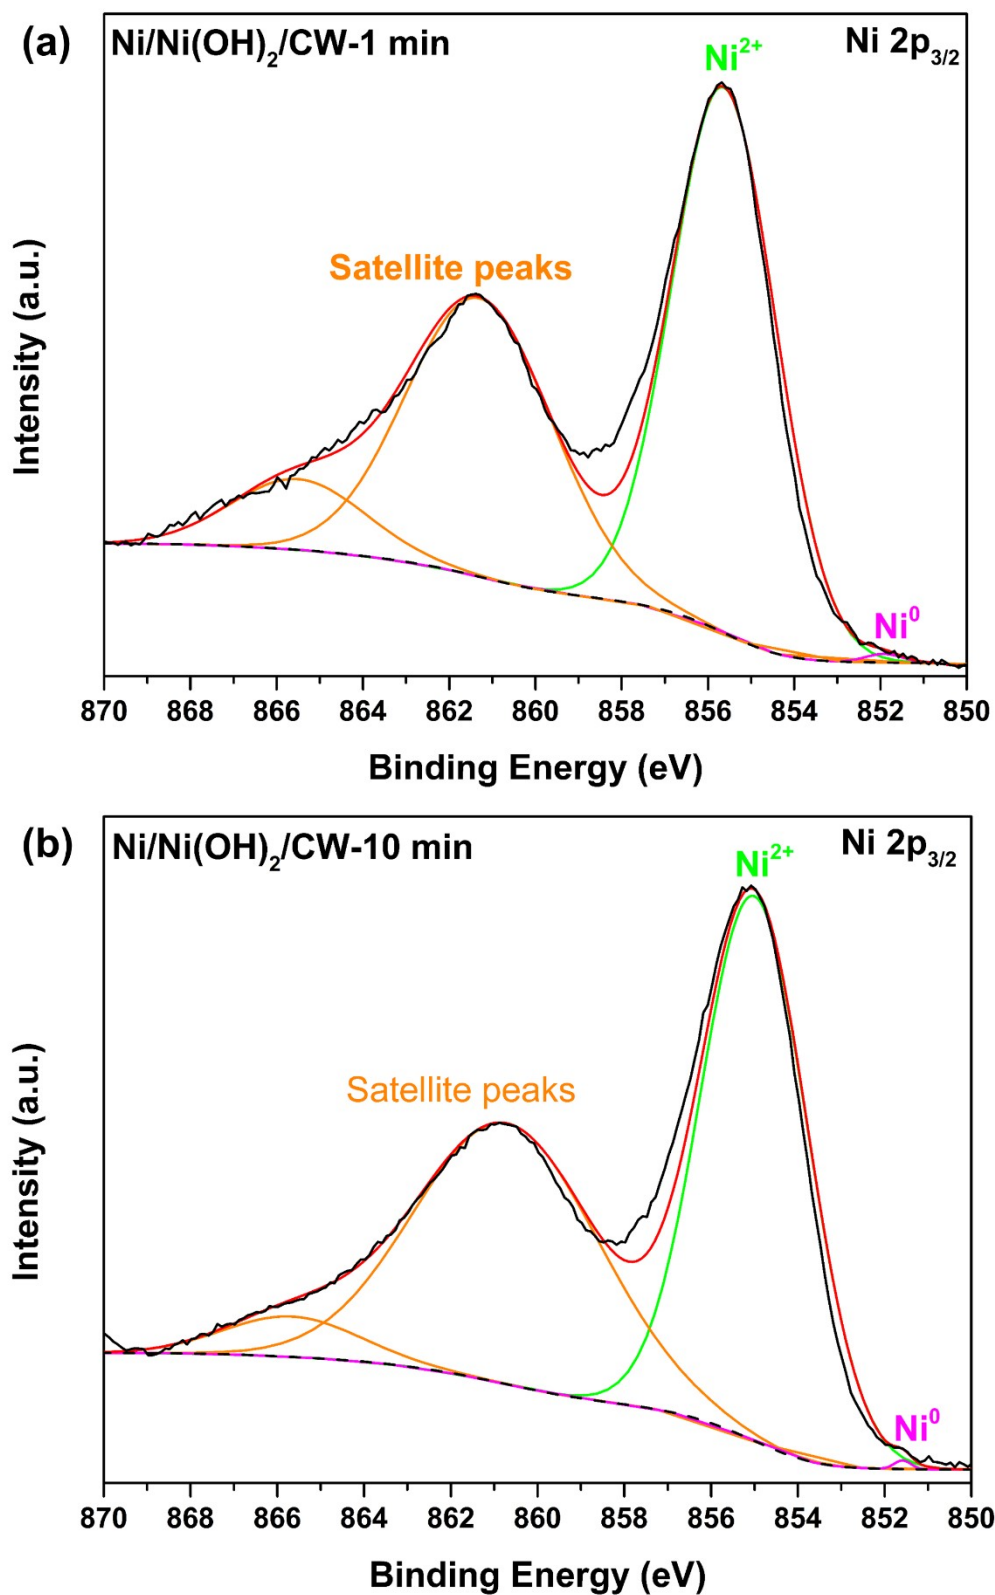 (a) Ni/Ni(OH)₂/CW-1 min Ni 2p₃/₂
Ni²⁺
Satellite peaks
Ni⁰
Intensity (a.u.)
870 868 866 864 862 860 858 856 854 852 850
Binding Energy (eV)
(b) Ni/Ni(OH)₂/CW-10 min Ni 2p₃/₂
Ni²⁺
Satellite peaks
Ni⁰
Intensity (a.u.)
870 868 866 864 862 860 858 856 854 852 850
Binding Energy (eV)